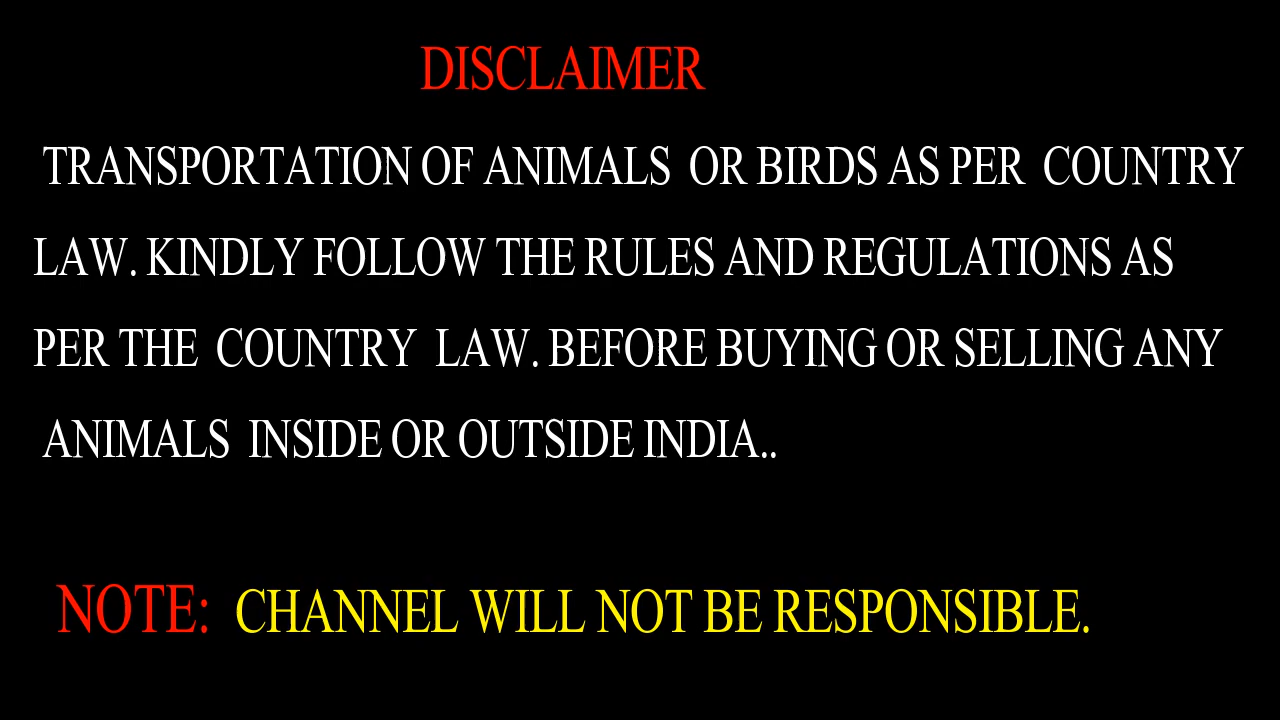 DISCLAIMER
TRANSPORTATION OF ANIMALS OR BIRDS AS PER COUNTRY
LAW. KINDLY FOLLOW THE RULES AND REGULATIONS AS
PER THE COUNTRY LAW. BEFORE BUYING OR SELLING ANY
ANIMALS INSIDE OR OUTSIDE INDIA..
NOTE: CHANNEL WILL NOT BE RESPONSIBLE.